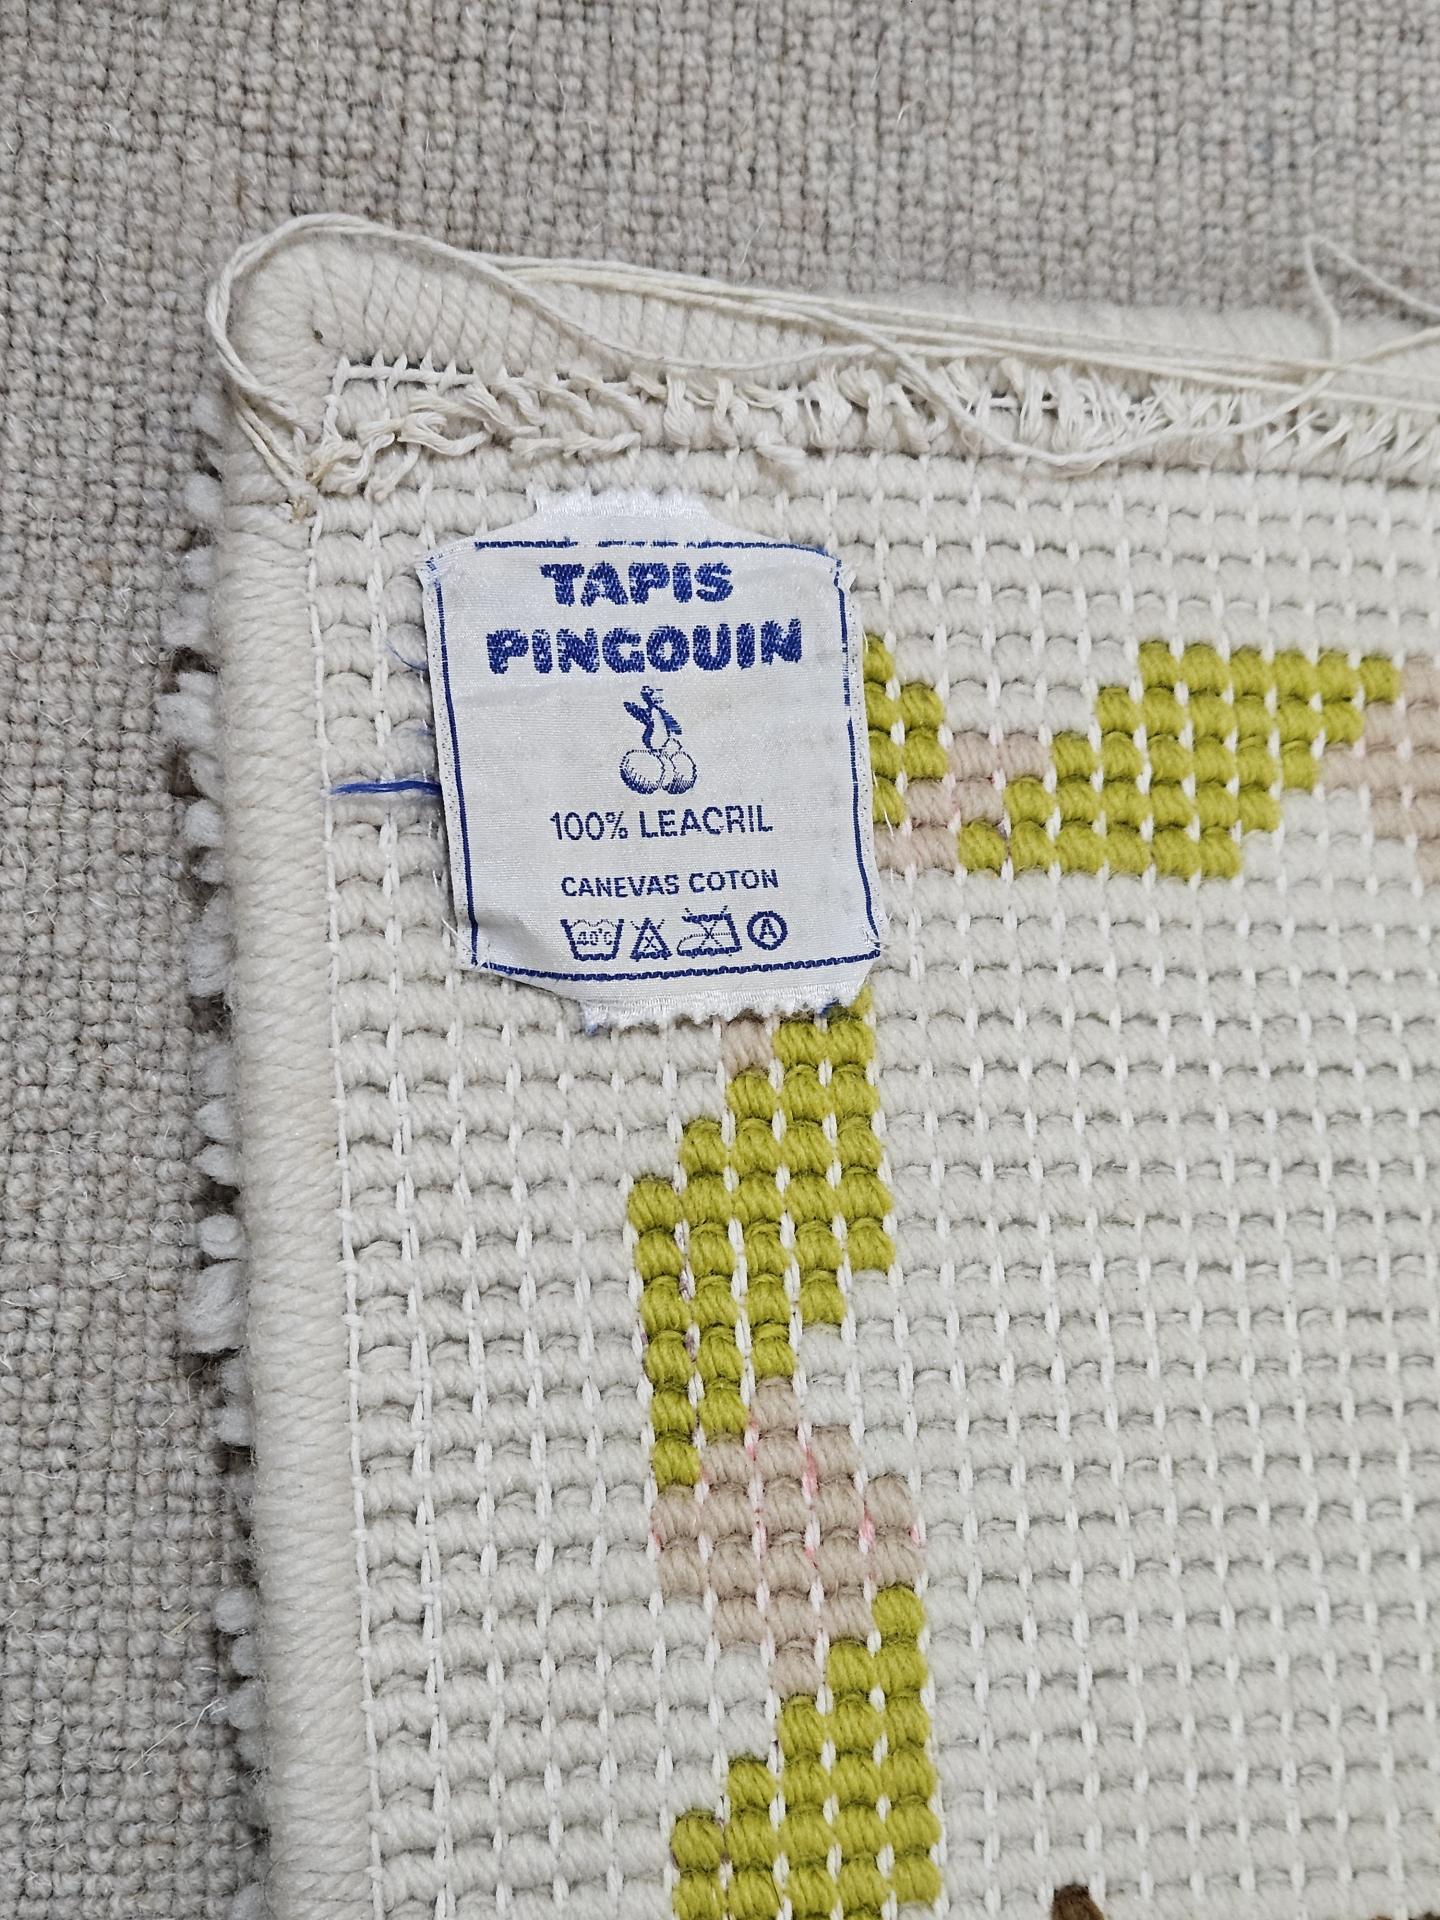 TAPIS
PINGOUIN
100% LEACRIL
CANEVAS COTON
40°C A